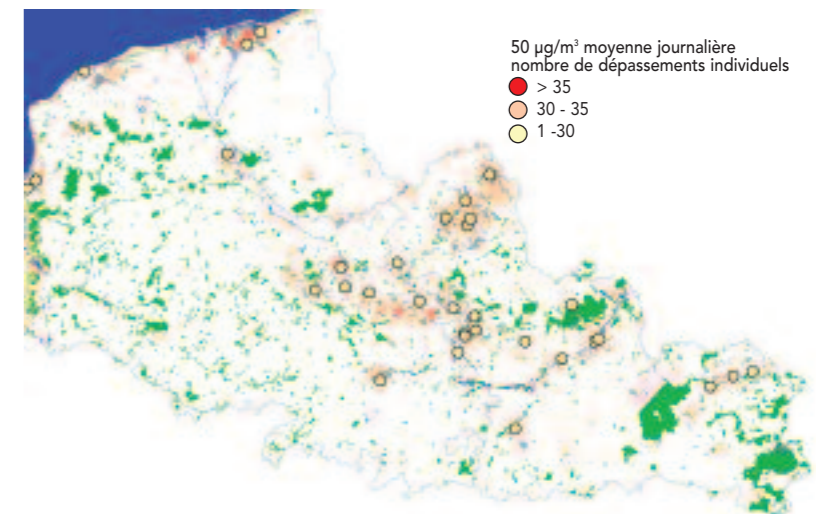 50 µg/m³ moyenne journalière
nombre de dépassements individuels
> 35
30 - 35
1 -30